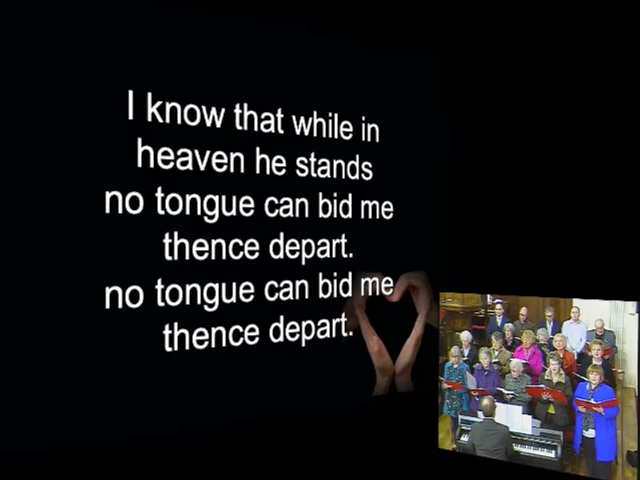 I know that while in
heaven he stands
no tongue can bid me
thence depart.
no tongue can bid me
thence depart.